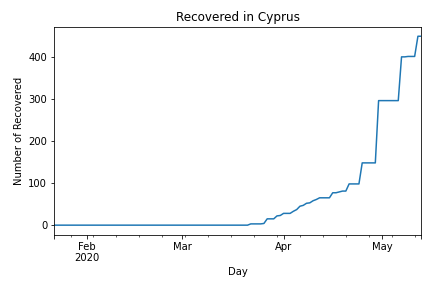 Recovered in Cyprus
Number of Recovered
400
300
200
100
0
Feb
2020
Mar
Apr
May
Day